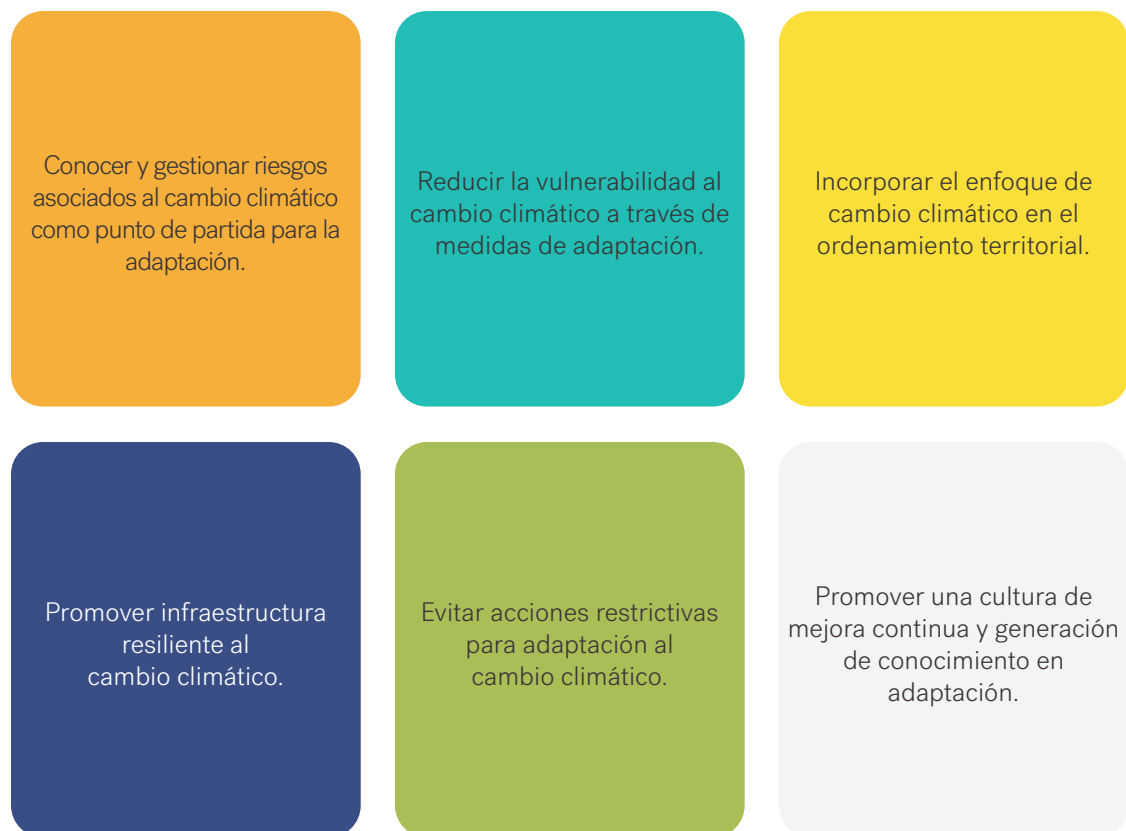 Conocer y gestionar riesgos
asociados al cambio climático
como punto de partida para la
adaptación.
Reducir la vulnerabilidad al
cambio climático a través de
medidas de adaptación.
Incorporar el enfoque de
cambio climático en el
ordenamiento territorial.
Promover infraestructura
resiliente al
cambio climático.
Evitar acciones restrictivas
para adaptación al
cambio climático.
Promover una cultura de
mejora continua y generación
de conocimiento en
adaptación.